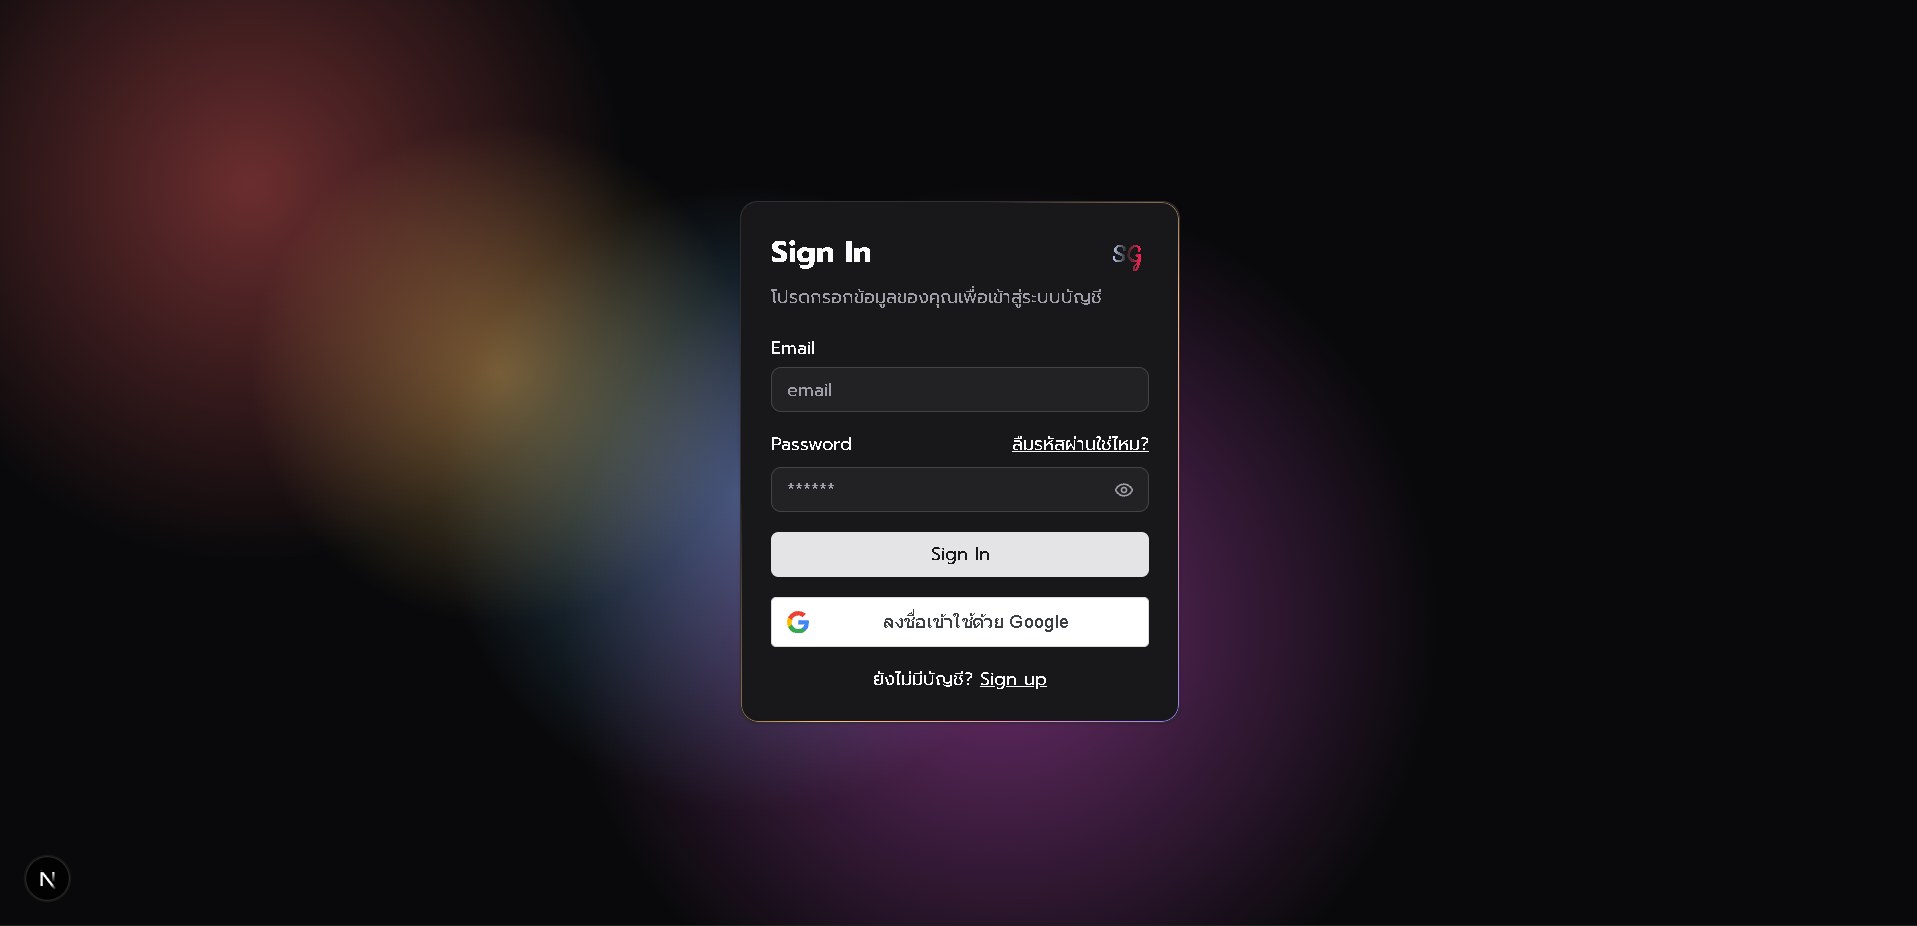 Sign In
SG
โปรดกรอกข้อมูลของคุณเพื่อเข้าสู่ระบบบัญชี
Email
email
Password
ลืมรหัสผ่านใช่ไหม?
******
Sign In
ลงชื่อเข้าใช้ด้วย Google
ยังไม่มีบัญชี? Sign up
N